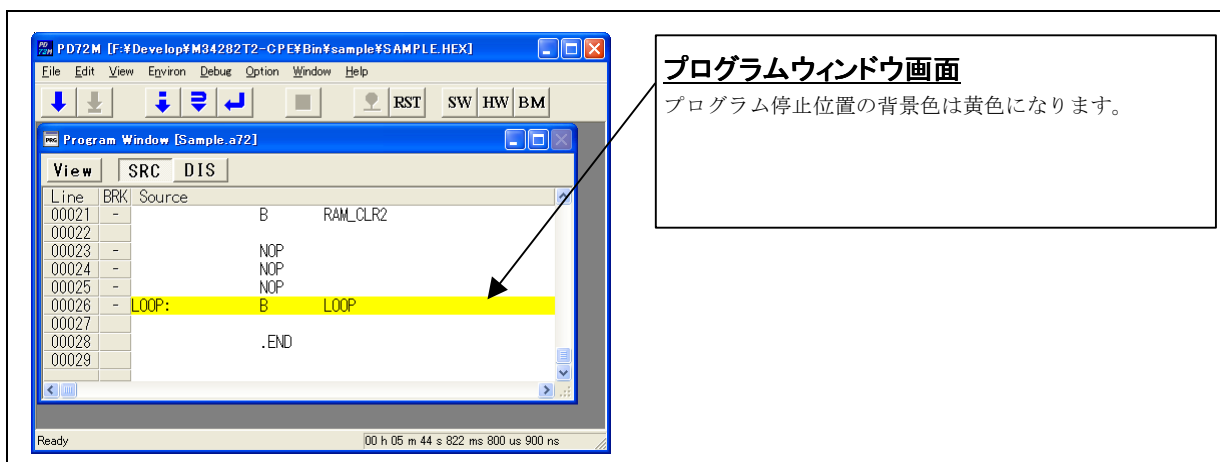 PD72M [F:¥Develop¥M34282T2-CPE¥Bin¥sample¥SAMPLE.HEX]
File Edit View Environ Debug Option Window Help
RST SW HW BM
Program Window [Sample.a72]
View SRC DIS
Line BRK Source
00021 - B RAM_CLR2
00022
00023 - NOP
00024 - NOP
00025 - NOP
00026 - LOOP: B LOOP
00027
00028 .END
00029
Ready 00 h 05 m 44 s 822 ms 800 us 900 ns
プログラムウィンドウ画面
プログラム停止位置の背景色は黄色になります。